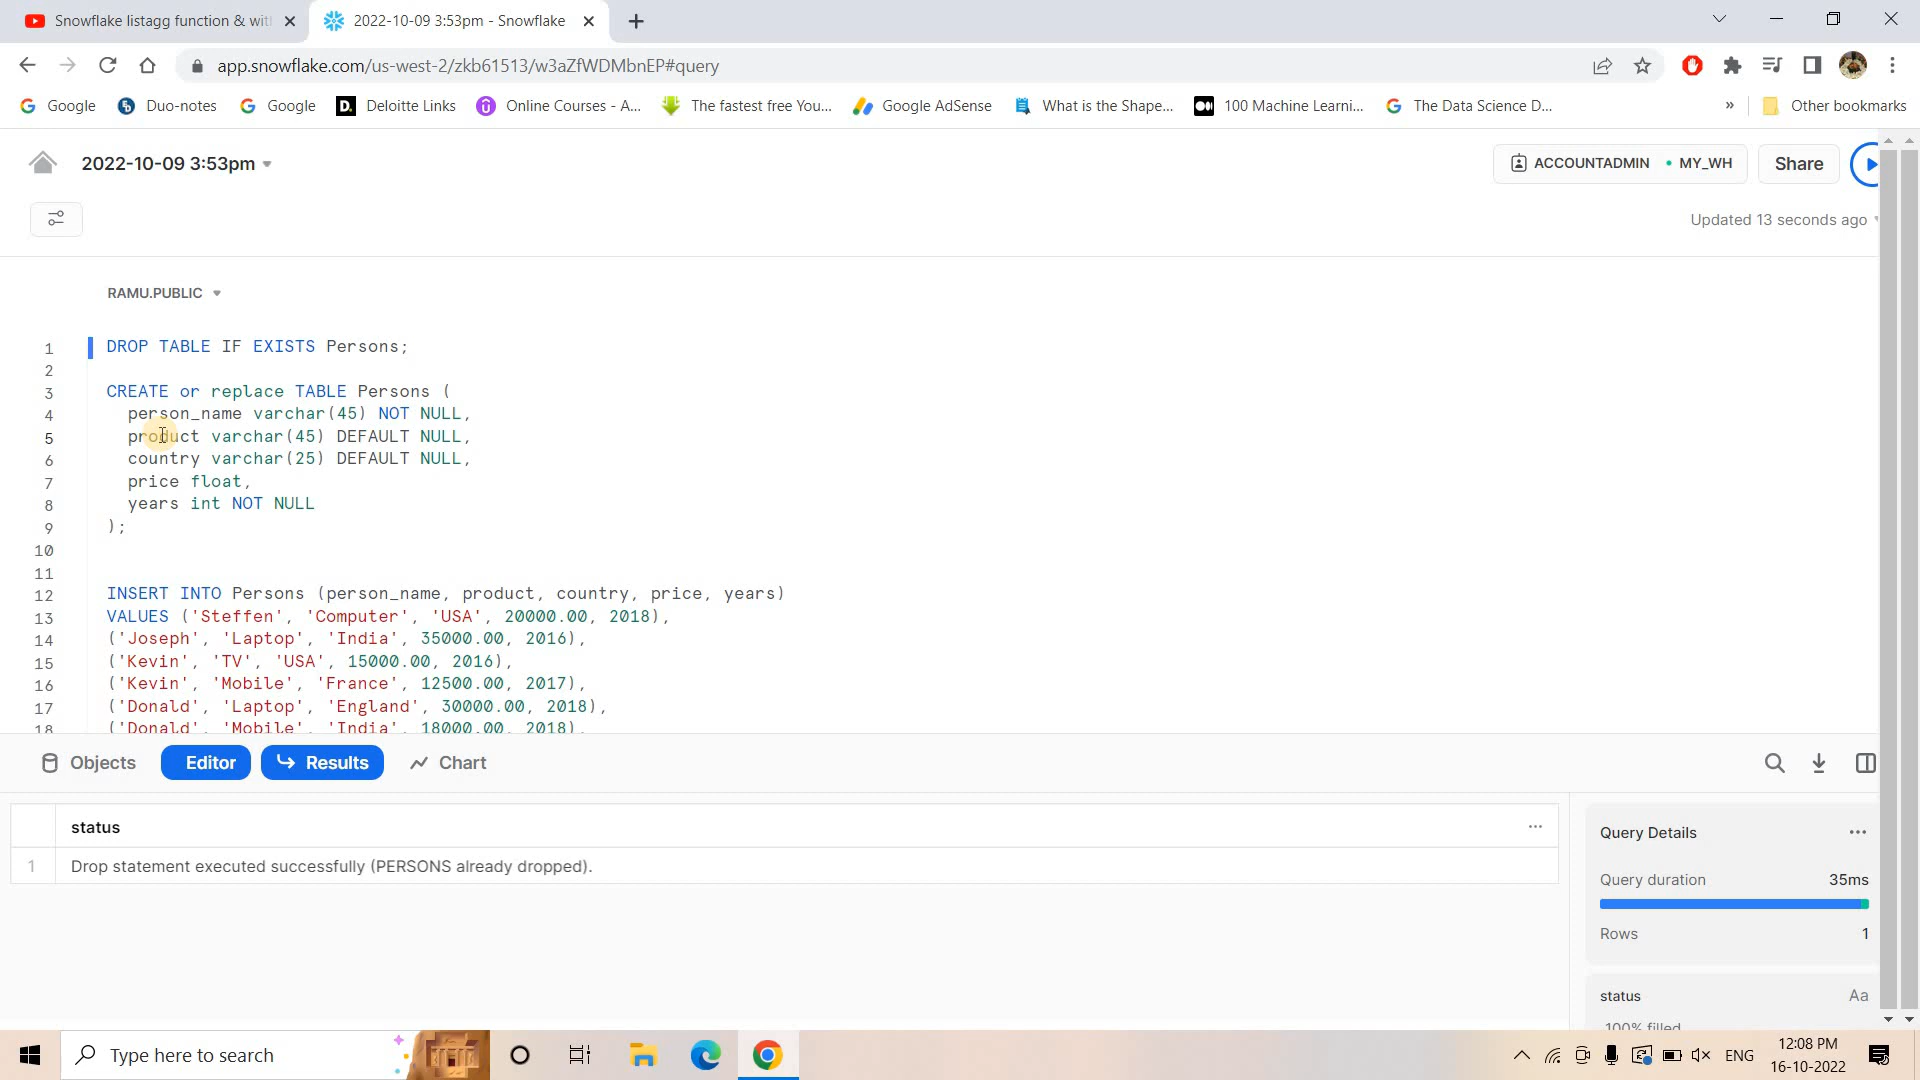 Snowflake listagg function & wit
2022-10-09 3:53pm - Snowflake
app.snowflake.com/us-west-2/zkb61513/w3aZfWDMbnEP#query
Google
Duo-notes
Google
D.
Deloitte Links
Online Courses - A...
The fastest free You...
Google AdSense
What is the Shape...
100 Machine Learni...
The Data Science D...
»
Other bookmarks
2022-10-09 3:53pm
ACCOUNTADMIN • MY_WH
Share
Updated 13 seconds ago
RAMU.PUBLIC
1 DROP TABLE IF EXISTS Persons;
2
3 CREATE or replace TABLE Persons (
4 person_name varchar(45) NOT NULL,
5 product varchar(45) DEFAULT NULL,
6 country varchar(25) DEFAULT NULL,
7 price float,
8 years int NOT NULL
9 );
10
11
12 INSERT INTO Persons (person_name, product, country, price, years)
13 VALUES ('Steffen', 'Computer', 'USA', 20000.00, 2018),
14 ('Joseph', 'Laptop', 'India', 35000.00, 2016),
15 ('Kevin', 'TV', 'USA', 15000.00, 2016),
16 ('Kevin', 'Mobile', 'France', 12500.00, 2017),
17 ('Donald', 'Laptop', 'England', 30000.00, 2018),
18 ('Donald', 'Mobile', 'India', 18000.00, 2018),
Objects
Editor
Results
Chart
status
...
1 Drop statement executed successfully (PERSONS already dropped).
Query Details
...
Query duration 35ms
Rows 1
status Aa
100% filled
Type here to search
ENG
12:08 PM
16-10-2022